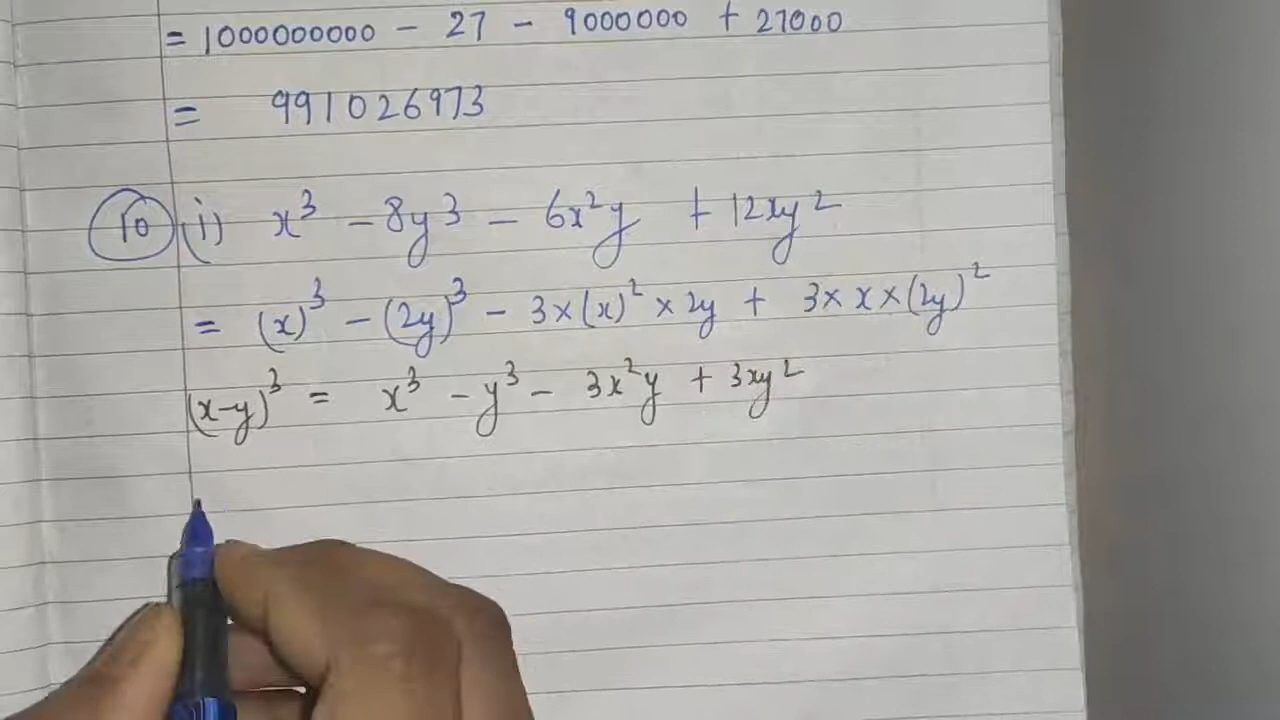 = 1000000000 - 27 - 9000000 + 27000
= 991026973
10 (i) x³ - 8y³ - 6x²y + 12xy²
= (x)³ - (2y)³ - 3×(x)² × 2y + 3× x ×(2y)²
(x-y)³ = x³ - y³ - 3x²y + 3xy²